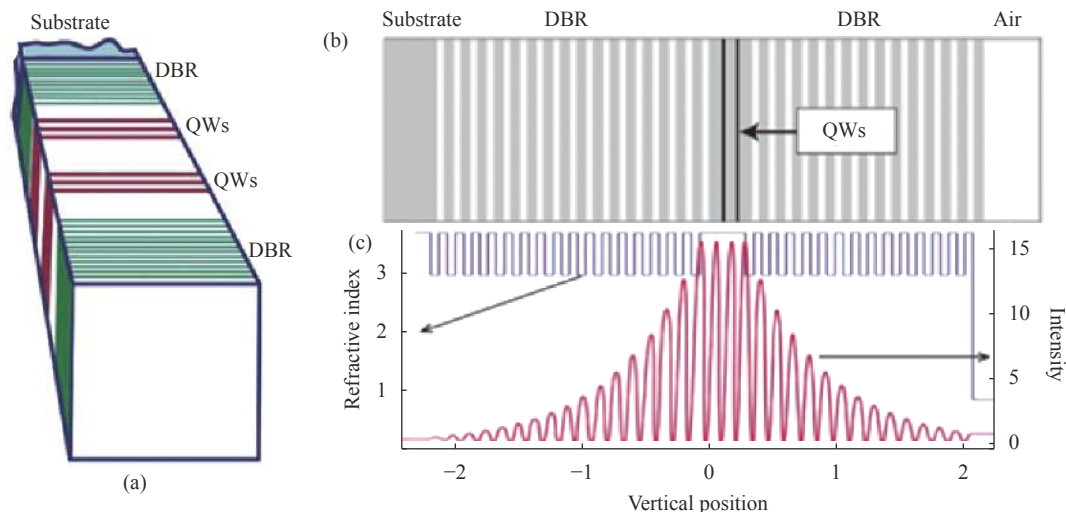 Substrate
DBR
QWs
QWs
DBR
(a)
(b)
Substrate DBR DBR Air
QWs
(c)
Refractive index
3
2
1
15
10
5
0
Intensity
−2 −1 0 1 2
Vertical position